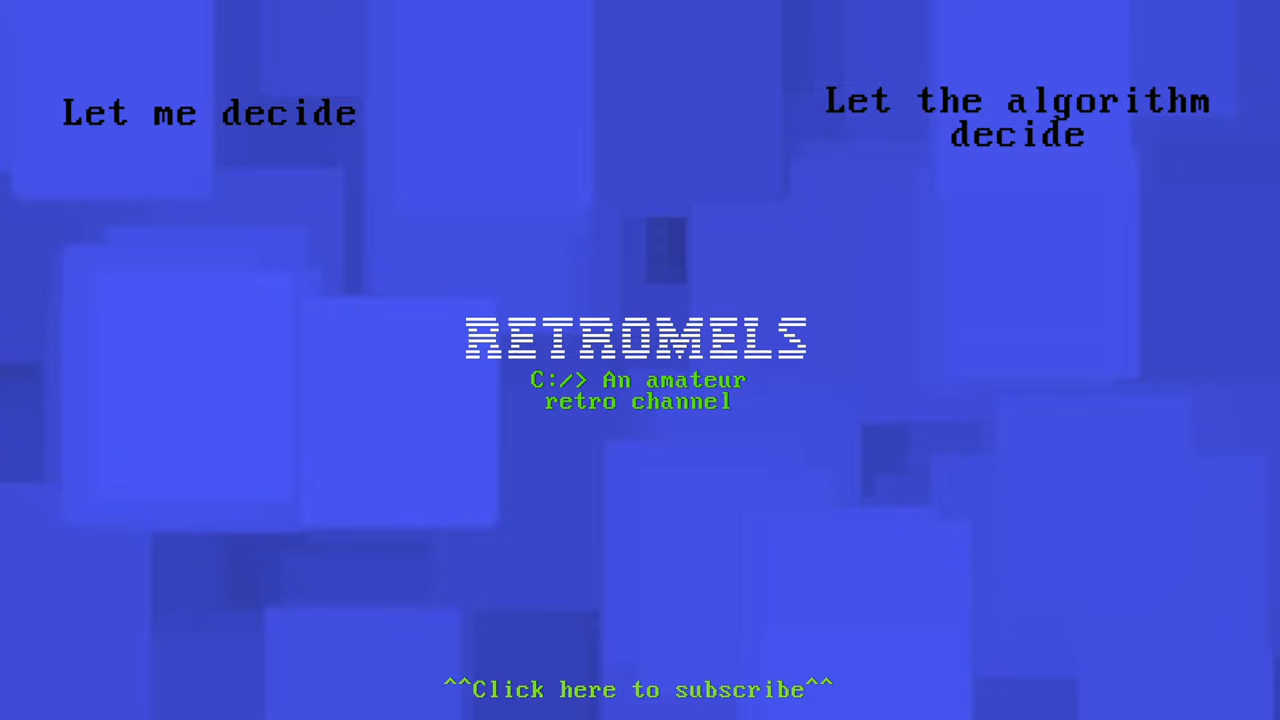 Let me decide
Let the algorithm
decide
RETROMELS
C:/> An amateur
retro channel
^^Click here to subscribe^^